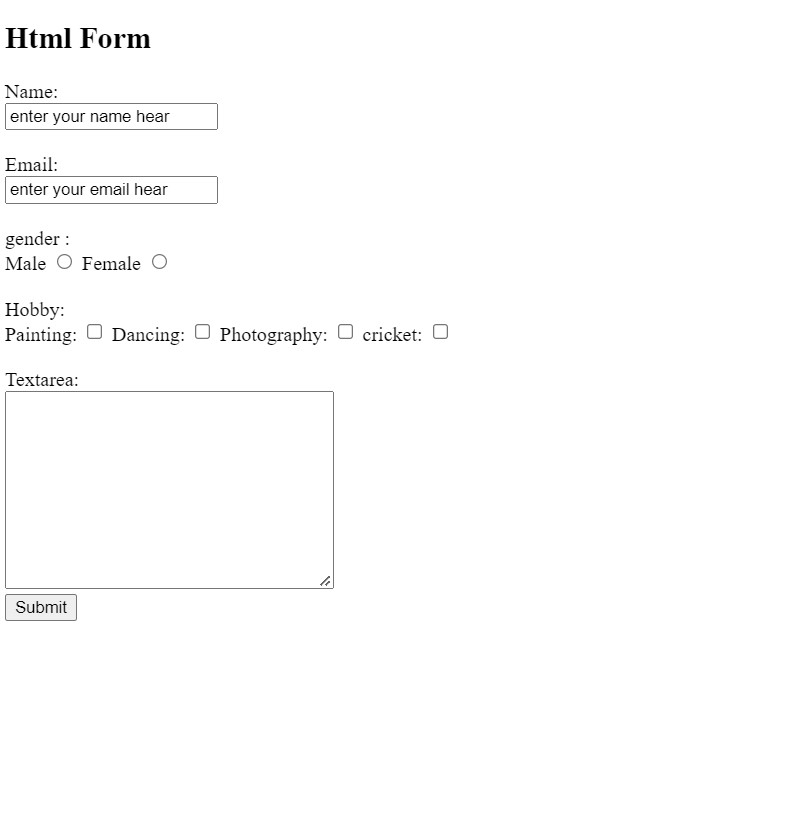 Html Form
Name:
enter your name hear
Email:
enter your email hear
gender :
Male Female
Hobby:
Painting: Dancing: Photography: cricket:
Textarea:
Submit